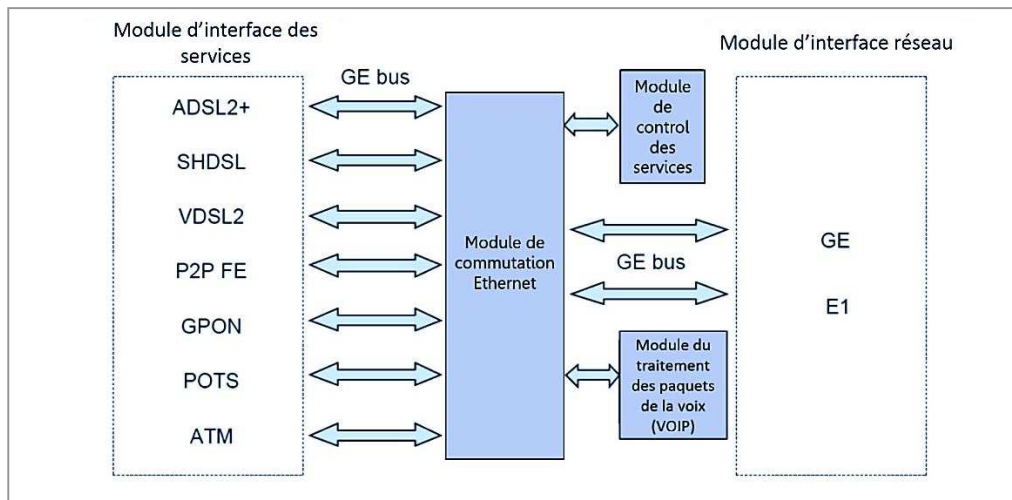 Module d'interface des
services
Module d'interface réseau
GE bus
ADSL2+
SHDSL
VDSL2
P2P FE
GPON
POTS
ATM
Module de
commutation
Ethernet
Module
de
control
des
services
GE bus
Module du
traitement
des paquets
de la voix
(VOIP)
GE
E1